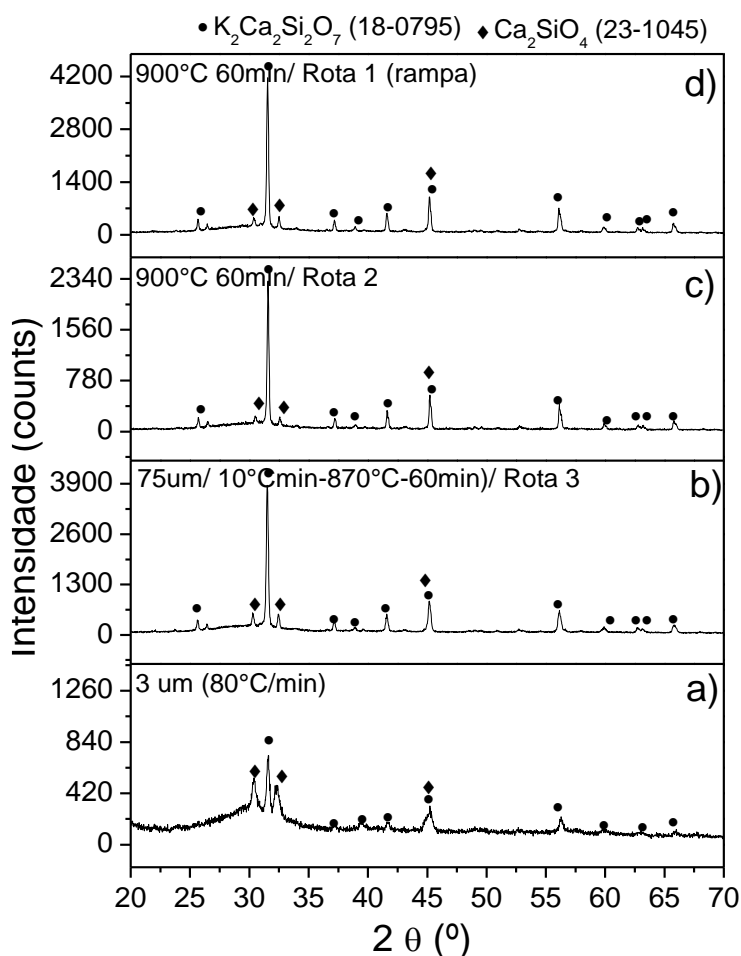 ● K₂Ca₂Si₂O₇ (18-0795) ♦ Ca₂SiO₄ (23-1045)
900°C 60min/ Rota 1 (rampa)
d)
4200
2800
1400
0
900°C 60min/ Rota 2
c)
2340
1560
780
0
75um/ 10°Cmin-870°C-60min)/ Rota 3
b)
3900
2600
1300
0
3 um (80°C/min)
a)
1260
840
420
0
Intensidade (counts)
20 25 30 35 40 45 50 55 60 65 70
2 θ (º)